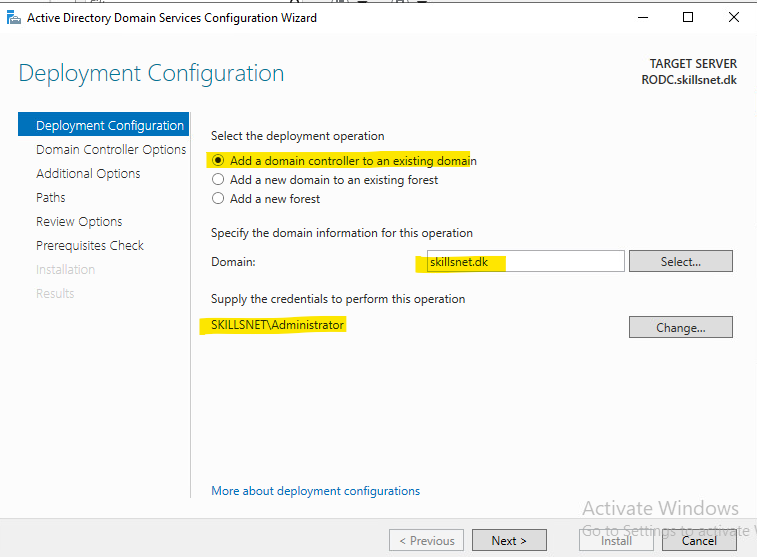 Active Directory Domain Services Configuration Wizard
Deployment Configuration
TARGET SERVER
RODC.skillsnet.dk
Deployment Configuration
Domain Controller Options
Additional Options
Paths
Review Options
Prerequisites Check
Installation
Results
Select the deployment operation
Add a domain controller to an existing domain
Add a new domain to an existing forest
Add a new forest
Specify the domain information for this operation
Domain:
skillsnet.dk
Select...
Supply the credentials to perform this operation
SKILLSNET\Administrator
Change...
More about deployment configurations
Activate Windows
Go to Settings to activate
< Previous
Next >
Install
Cancel